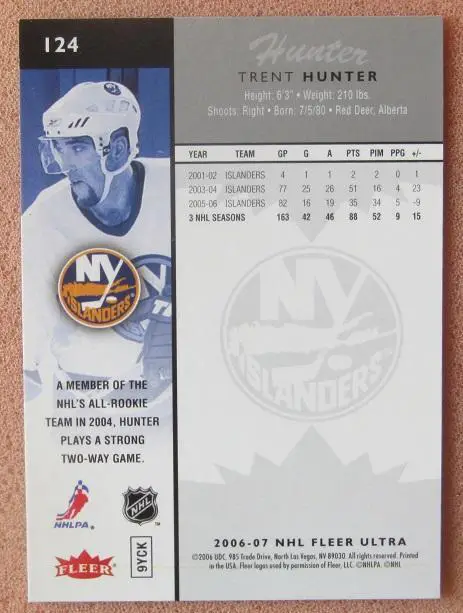 124
Hunter
TRENT HUNTER
Height: 6'3" • Weight: 210 lbs.
Shoots: Right • Born: 7/5/80 • Red Deer, Alberta
YEAR TEAM GP G A PTS PIM PPG +/-
2001-02 ISLANDERS 4 1 1 2 2 0 1
2003-04 ISLANDERS 77 25 26 51 16 4 23
2005-06 ISLANDERS 82 16 19 35 34 5 -9
3 NHL SEASONS 163 42 46 88 52 9 15
NY
ISLANDERS
NY
ISLANDERS
A MEMBER OF THE
NHL'S ALL-ROOKIE
TEAM IN 2004, HUNTER
PLAYS A STRONG
TWO-WAY GAME.
NHLPA
NHL
FLEER
9YCK
2006-07 NHL FLEER ULTRA
©2006 UDC. 985 Trade Drive, North Las Vegas, NV 89030. All rights reserved. Printed
in the USA. Fleer logos used by permission of Fleer, LLC. ©NHLPA. ©NHL